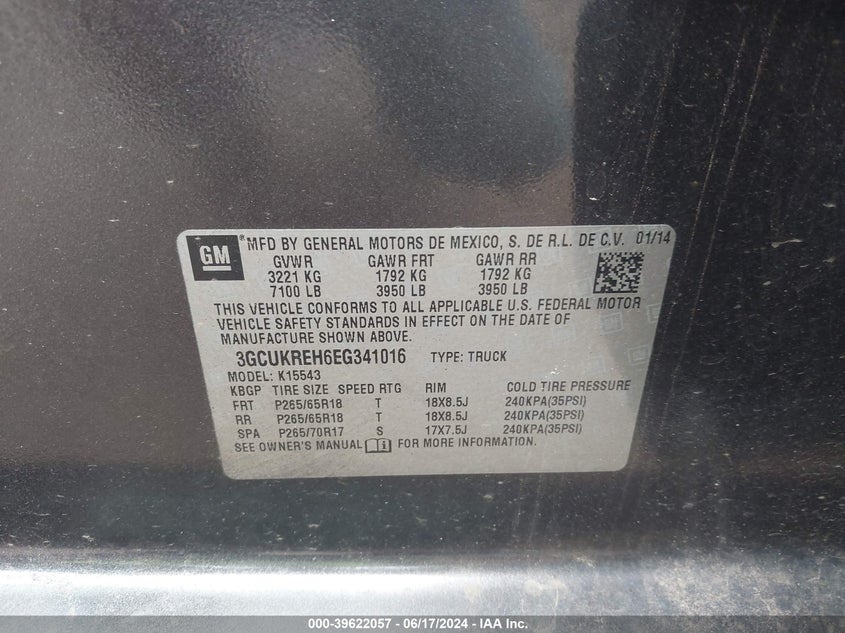 GM
® MFD BY GENERAL MOTORS DE MEXICO, S. DE R.L. DE C.V. 01/14
GVWR GAWR FRT GAWR RR
3221 KG 1792 KG 1792 KG
7100 LB 3950 LB 3950 LB
THIS VEHICLE CONFORMS TO ALL APPLICABLE U.S. FEDERAL MOTOR
VEHICLE SAFETY STANDARDS IN EFFECT ON THE DATE OF
MANUFACTURE SHOWN ABOVE.
3GCUKREH6EG341016 TYPE: TRUCK
MODEL: K15543
KBGP TIRE SIZE SPEED RTG RIM COLD TIRE PRESSURE
FRT P265/65R18 T 18X8.5J 240KPA(35PSI)
RR P265/65R18 T 18X8.5J 240KPA(35PSI)
SPA P265/70R17 S 17X7.5J 240KPA(35PSI)
SEE OWNER'S MANUAL FOR MORE INFORMATION.
000-39622057 - 06/17/2024 - IAA Inc.